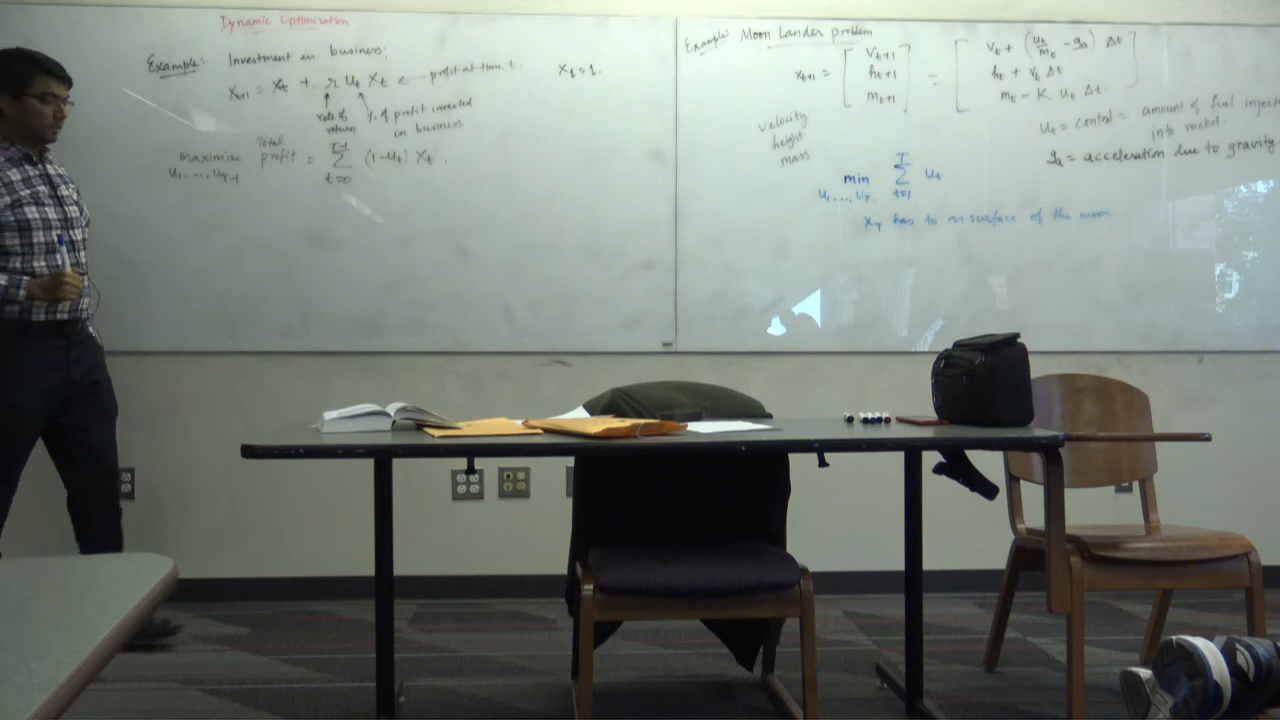 Dynamic Optimization
Example: Investment in business:
x_{t+1} = x_t + r u_t x_t ← profit at time t. x_1 = 1.
rate of return
% of profit invested in business
maximize Total profit = \sum_{t=0}^{T-1} (1-u_t) x_t.
u_1, ..., u_{T-1}
Example: Moon Lander problem
x_{t+1} = [ v_{t+1} h_{t+1} m_{t+1} ] = [ v_t + (u_t/m_t - g_a) Δt
h_t + v_t Δt
m_t - K u_t Δt. ]
velocity
height
mass
u_t = control = amount of fuel inject
into rocket.
g_a = acceleration due to gravity.
min \sum_{t=1}^{T} u_t
u_1, ..., u_T
x_T has to on surface of the moon.